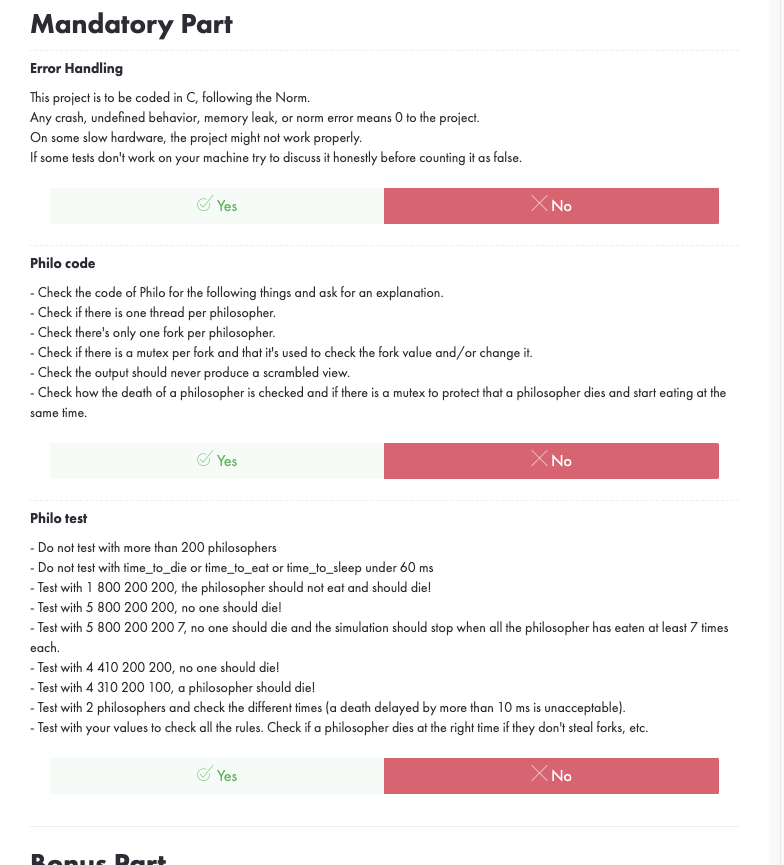 Mandatory Part
Error Handling
This project is to be coded in C, following the Norm.
Any crash, undefined behavior, memory leak, or norm error means 0 to the project.
On some slow hardware, the project might not work properly.
If some tests don't work on your machine try to discuss it honestly before counting it as false.
Yes
No
Philo code
- Check the code of Philo for the following things and ask for an explanation.
- Check if there is one thread per philosopher.
- Check there's only one fork per philosopher.
- Check if there is a mutex per fork and that it's used to check the fork value and/or change it.
- Check the output should never produce a scrambled view.
- Check how the death of a philosopher is checked and if there is a mutex to protect that a philosopher dies and start eating at the
same time.
Yes
No
Philo test
- Do not test with more than 200 philosophers
- Do not test with time_to_die or time_to_eat or time_to_sleep under 60 ms
- Test with 1 800 200 200, the philosopher should not eat and should die!
- Test with 5 800 200 200, no one should die!
- Test with 5 800 200 200 7, no one should die and the simulation should stop when all the philosopher has eaten at least 7 times
each.
- Test with 4 410 200 200, no one should die!
- Test with 4 310 200 100, a philosopher should die!
- Test with 2 philosophers and check the different times (a death delayed by more than 10 ms is unacceptable).
- Test with your values to check all the rules. Check if a philosopher dies at the right time if they don't steal forks, etc.
Yes
No
Bonus Part